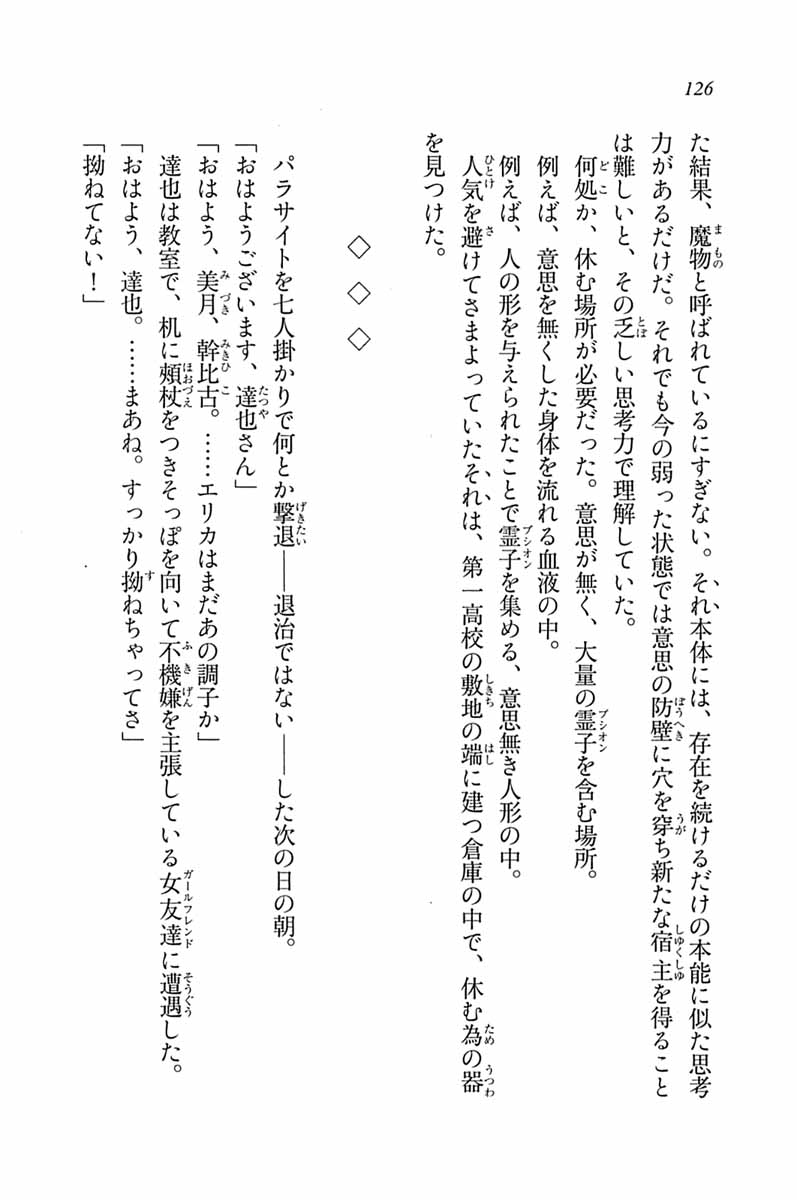 126
た結果、魔物と呼ばれているにすぎない。それ本体には、存在を続けるだけの本能に似た思考
力があるだけだ。それでも今の弱った状態では意思の防壁に穴を穿ち新たな宿主を得ること
は難しいと、その乏しい思考力で理解していた。
何処か、休む場所が必要だった。意思が無く、大量の霊子を含む場所。
例えば、意思を無くした身体を流れる血液の中。
例えば、人の形を与えられたことで霊子を集める、意思無き人形の中。
人気を避けてさまよっていたそれは、第一高校の敷地の端に建つ倉庫の中で、休む為の器
を見つけた。
◇ ◇ ◇
パラサイトを七人掛かりで何とか撃退――退治ではない――した次の日の朝。
「おはようございます、達也さん」
「おはよう、美月、幹比古。……エリカはまだあの調子か」
達也は教室で、机に頰杖をつきそっぽを向いて不機嫌を主張している女友達に遭遇した。
「おはよう、達也。……まあね。すっかり拗ねちゃってさ」
「拗ねてない！」